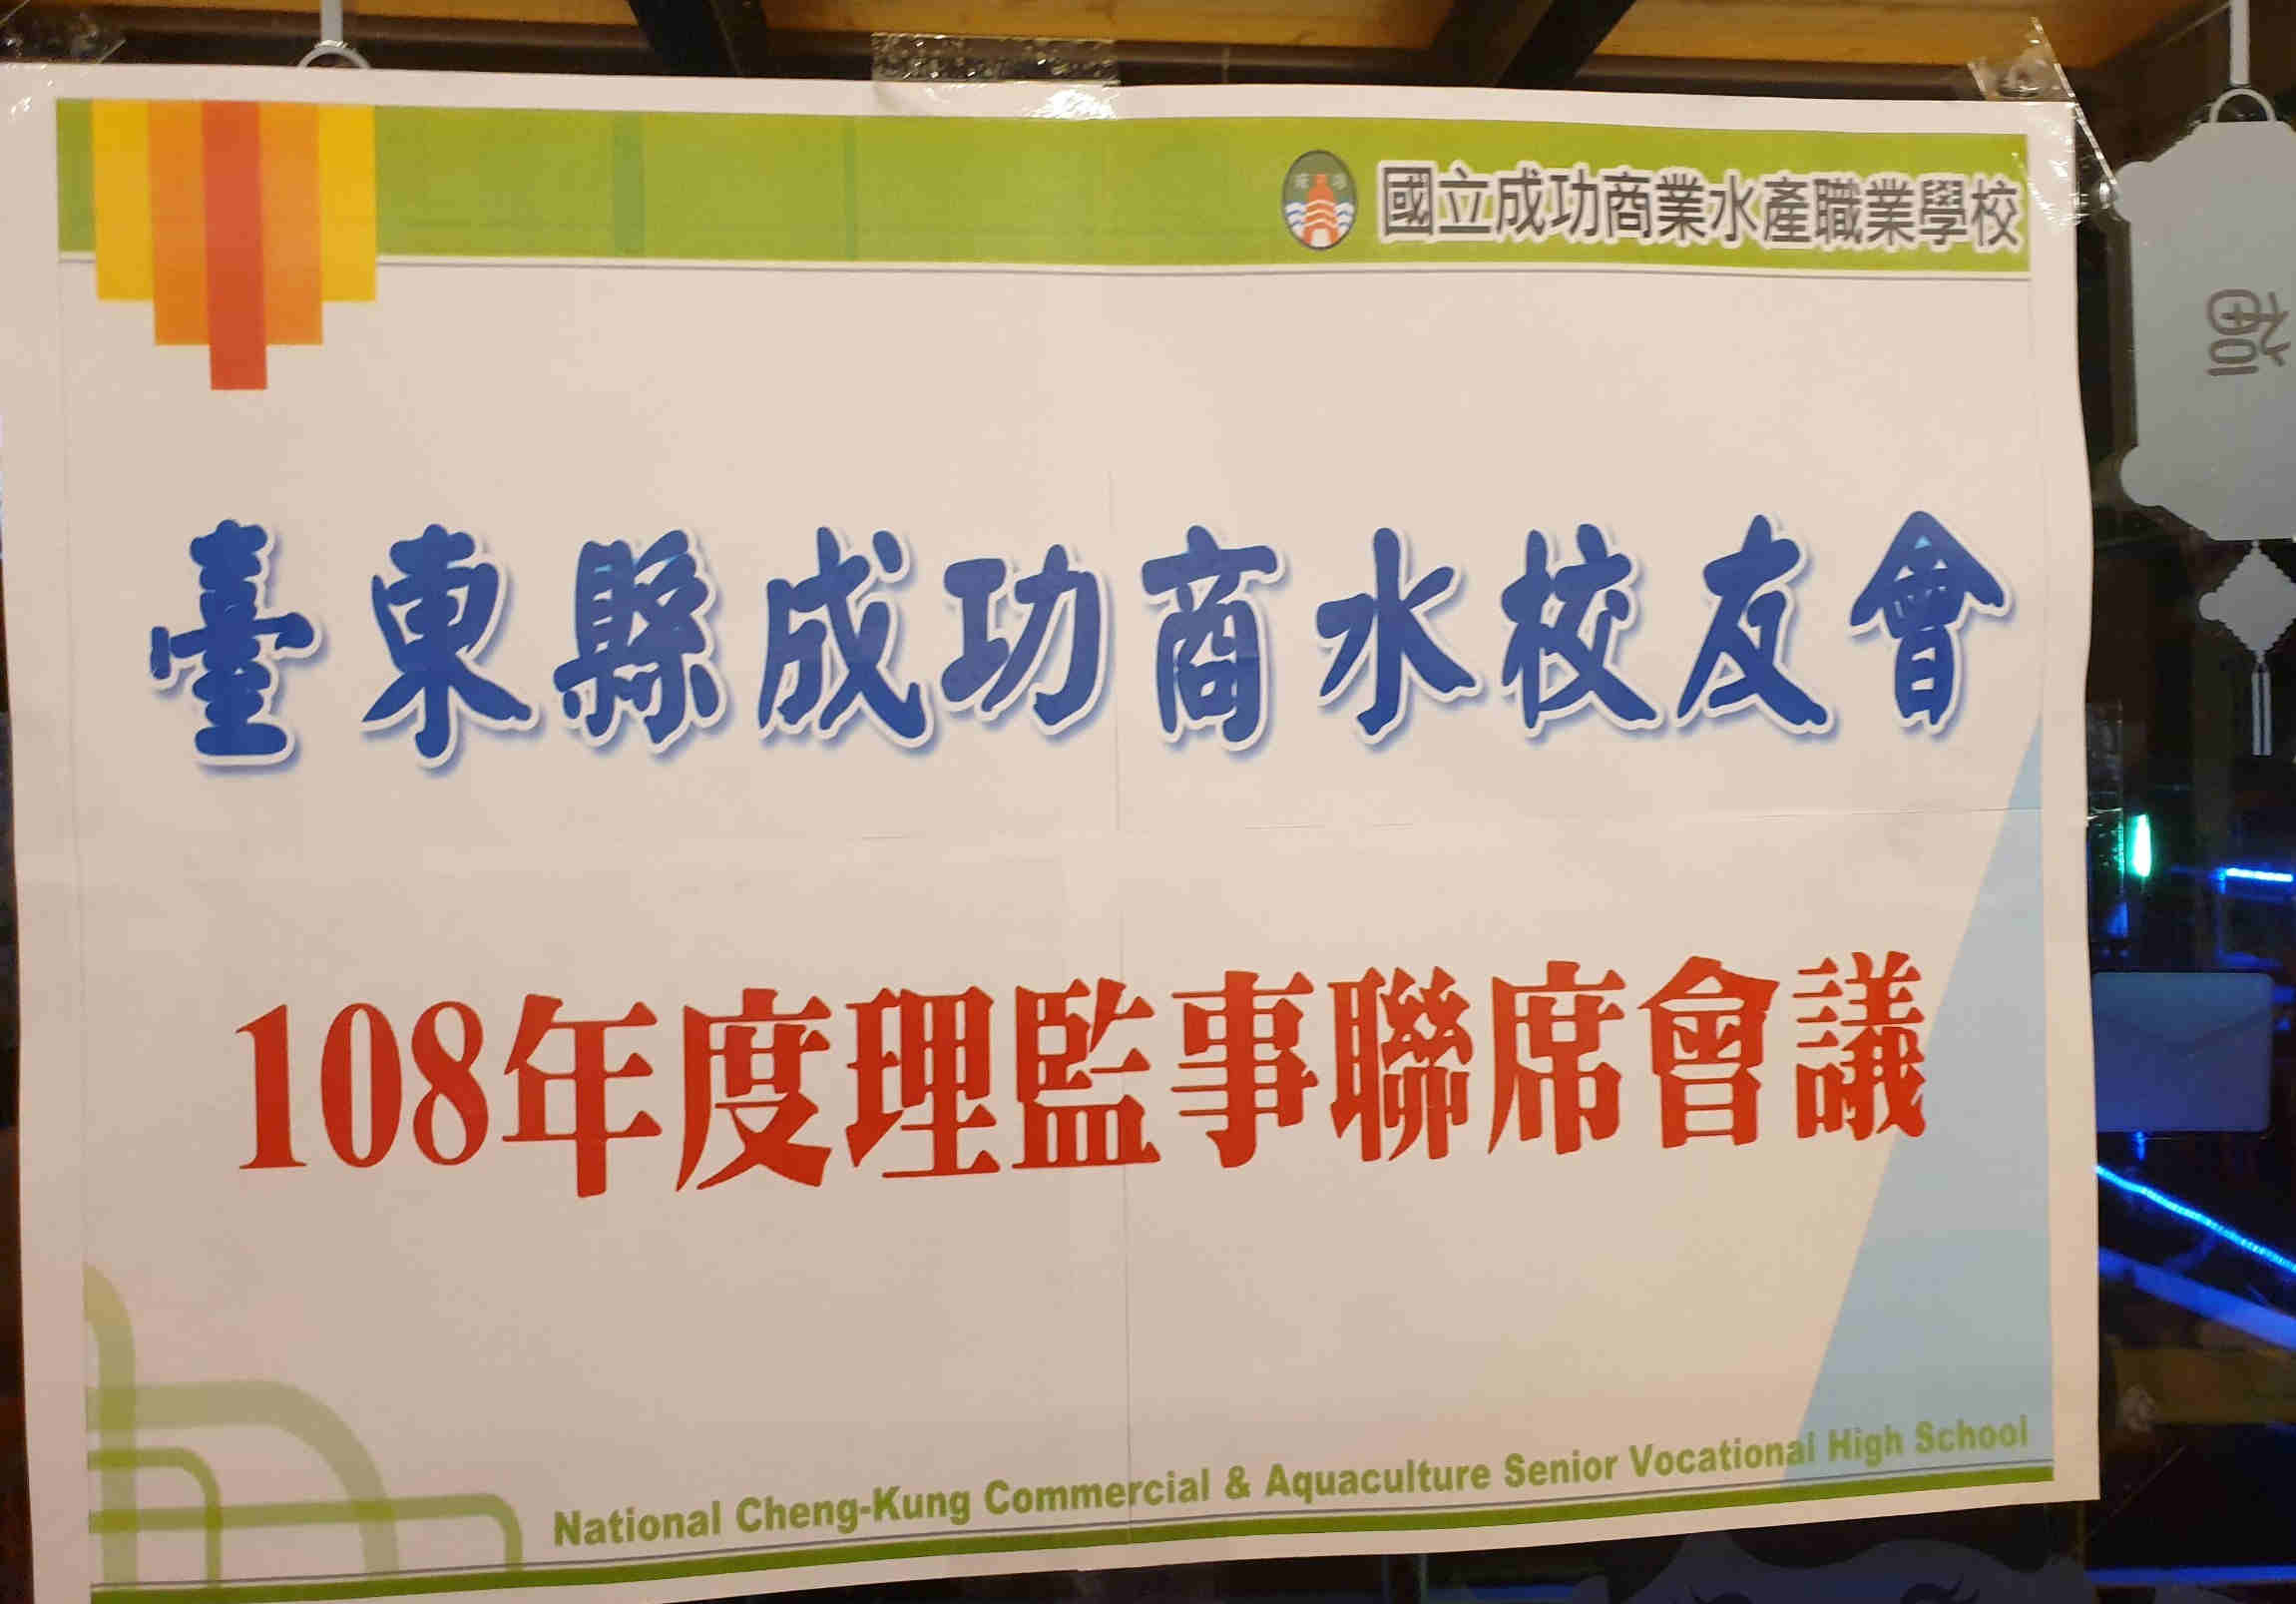 國立成功商業水產職業學校
臺東縣成功商水校友會
108年度理監事聯席會議
National Cheng-Kung Commercial & Aquaculture Senior Vocational High School